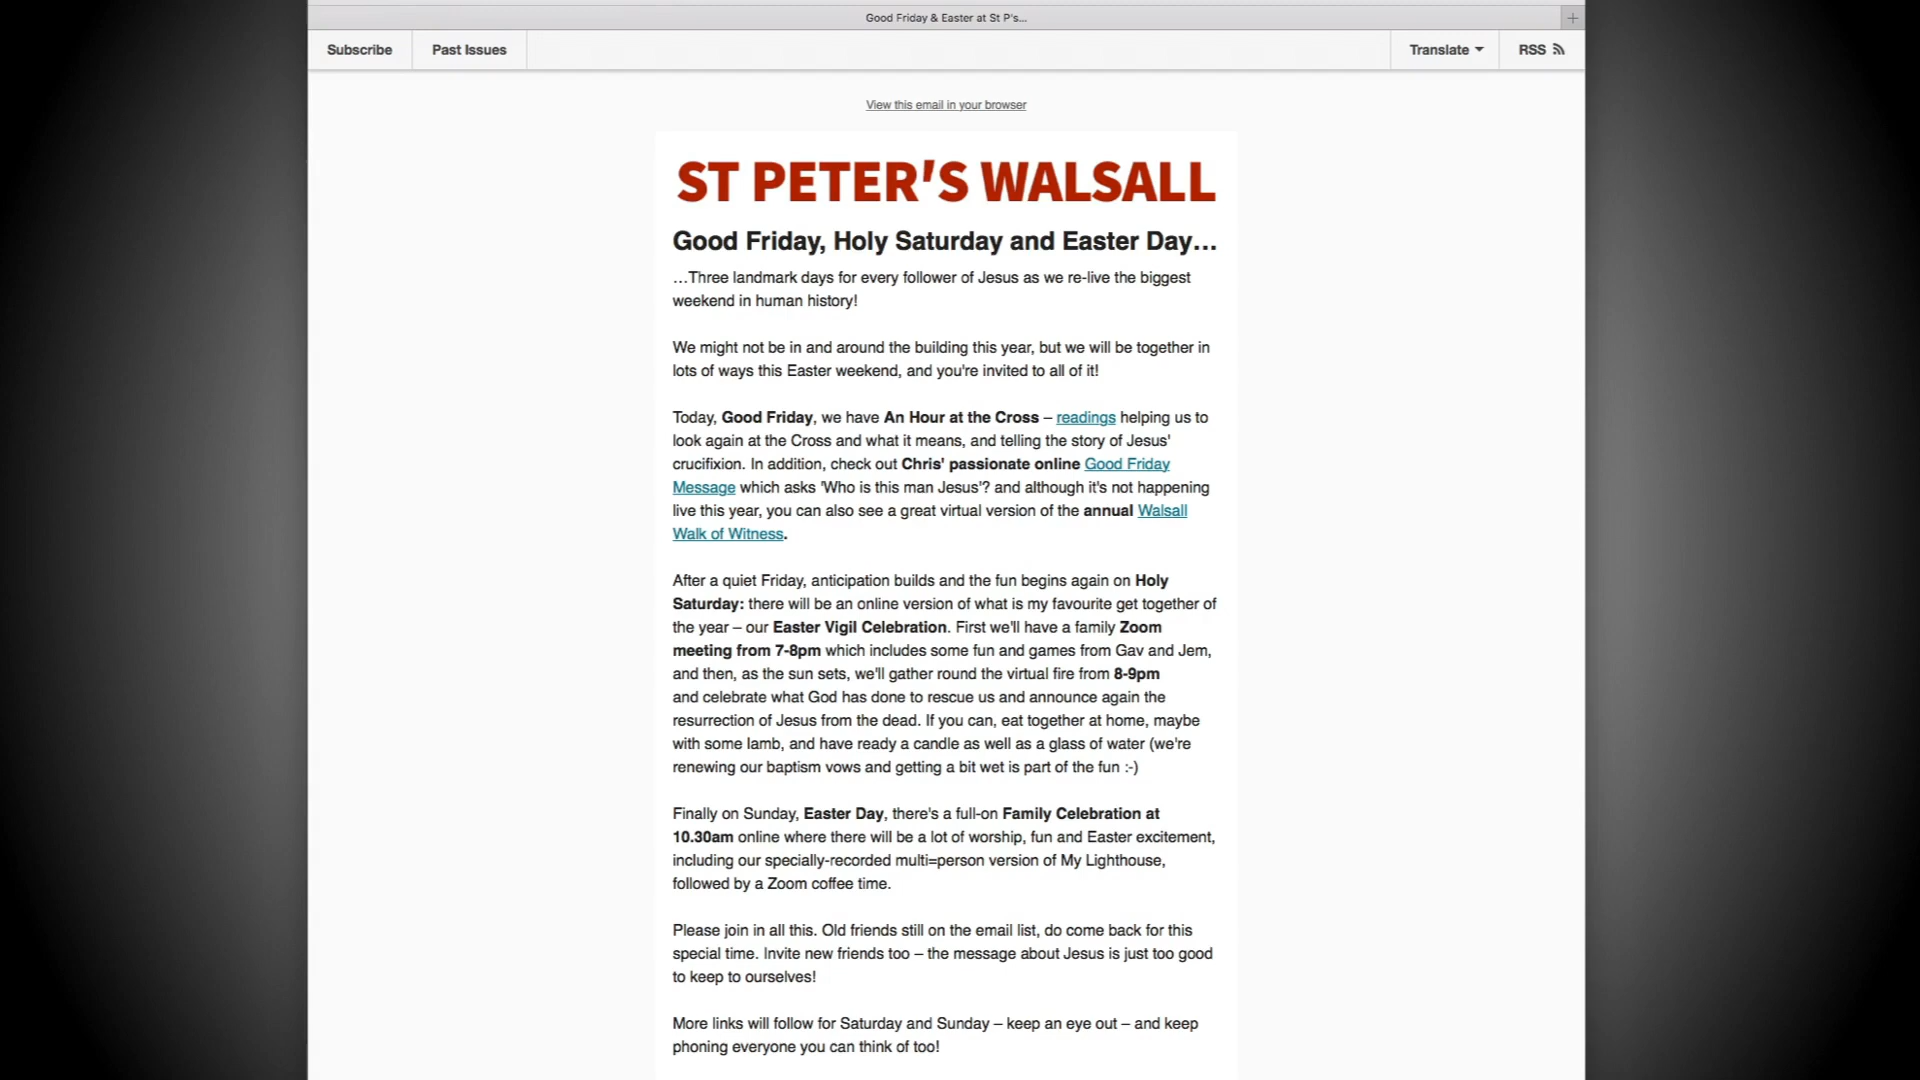 Good Friday & Easter at St P's...
Subscribe
Past Issues
Translate
RSS
View this email in your browser
ST PETER'S WALSALL
Good Friday, Holy Saturday and Easter Day…
…Three landmark days for every follower of Jesus as we re-live the biggest
weekend in human history!
We might not be in and around the building this year, but we will be together in
lots of ways this Easter weekend, and you're invited to all of it!
Today, Good Friday, we have An Hour at the Cross – readings helping us to
look again at the Cross and what it means, and telling the story of Jesus'
crucifixion. In addition, check out Chris' passionate online Good Friday
Message which asks 'Who is this man Jesus'? and although it's not happening
live this year, you can also see a great virtual version of the annual Walsall
Walk of Witness.
After a quiet Friday, anticipation builds and the fun begins again on Holy
Saturday: there will be an online version of what is my favourite get together of
the year – our Easter Vigil Celebration. First we'll have a family Zoom
meeting from 7-8pm which includes some fun and games from Gav and Jem,
and then, as the sun sets, we'll gather round the virtual fire from 8-9pm
and celebrate what God has done to rescue us and announce again the
resurrection of Jesus from the dead. If you can, eat together at home, maybe
with some lamb, and have ready a candle as well as a glass of water (we're
renewing our baptism vows and getting a bit wet is part of the fun :-)
Finally on Sunday, Easter Day, there's a full-on Family Celebration at
10.30am online where there will be a lot of worship, fun and Easter excitement,
including our specially-recorded multi=person version of My Lighthouse,
followed by a Zoom coffee time.
Please join in all this. Old friends still on the email list, do come back for this
special time. Invite new friends too – the message about Jesus is just too good
to keep to ourselves!
More links will follow for Saturday and Sunday – keep an eye out – and keep
phoning everyone you can think of too!